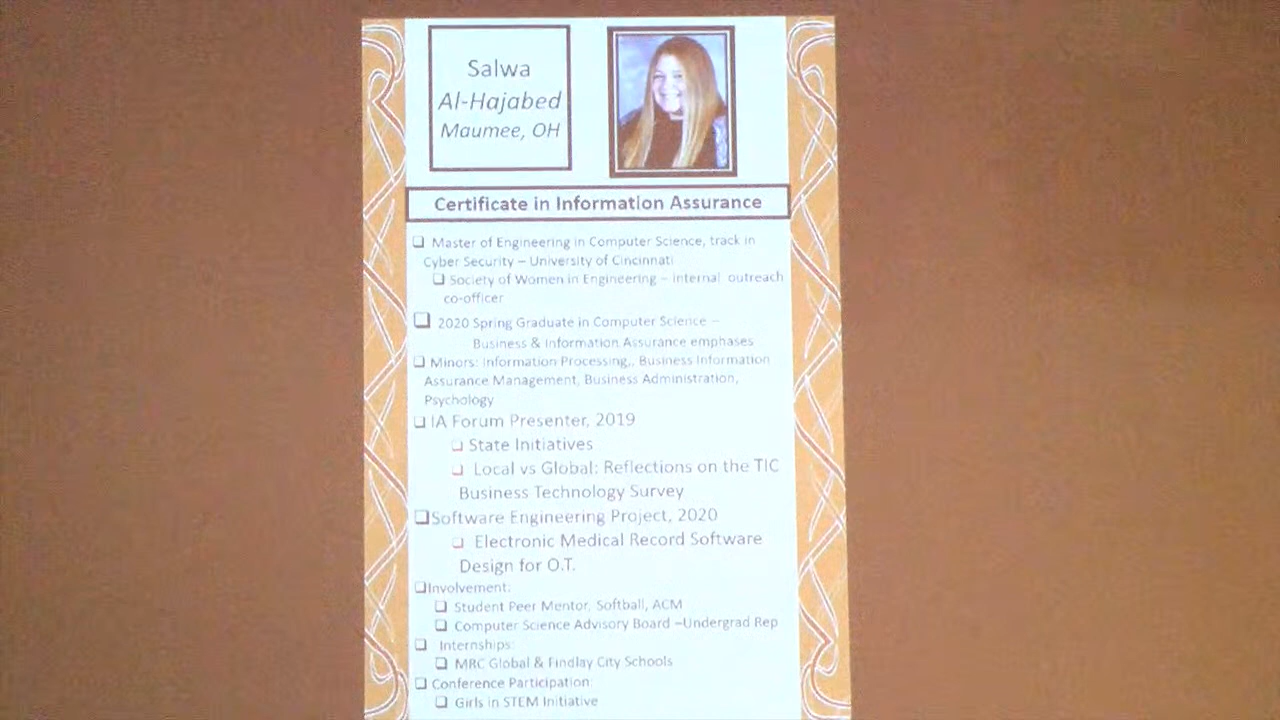 Salwa
Al-Hajabed
Maumee, OH
Certificate in Information Assurance
Master of Engineering in Computer Science, track in
Cyber Security – University of Cincinnati
Society of Women in Engineering – internal outreach
co-officer
2020 Spring Graduate in Computer Science –
Business & Information Assurance emphases
Minors: Information Processing,, Business Information
Assurance Management, Business Administration,
Psychology
IA Forum Presenter, 2019
State Initiatives
Local vs Global: Reflections on the TIC
Business Technology Survey
Software Engineering Project, 2020
Electronic Medical Record Software
Design for O.T.
Involvement:
Student Peer Mentor, Softball, ACM
Computer Science Advisory Board –Undergrad Rep
Internships:
MRC Global & Findlay City Schools
Conference Participation:
Girls in STEM Initiative